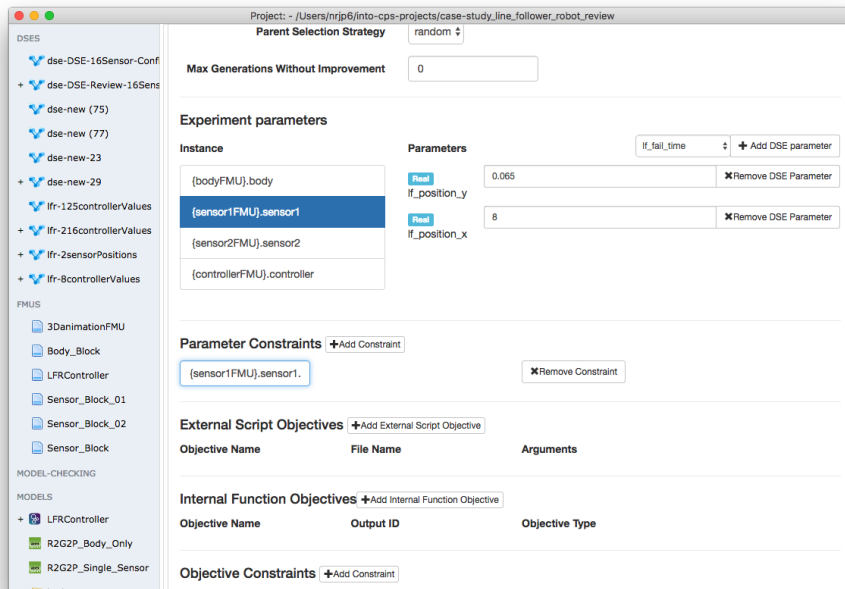 Project: - /Users/nrjp6/into-cps-projects/case-study_line_follower_robot_review
DSES
dse-DSE-16Sensor-Confi
+ dse-DSE-Review-16Sens
dse-new (75)
dse-new (77)
dse-new-23
+ dse-new-29
lfr-125controllerValues
+ lfr-216controllerValues
+ lfr-2sensorPositions
+ lfr-8controllerValues
FMUS
3DanimationFMU
Body_Block
LFRController
Sensor_Block_01
Sensor_Block_02
Sensor_Block
MODEL-CHECKING
MODELS
+ LFRController
R2G2P_Body_Only
R2G2P_Single_Sensor
Parent Selection Strategy random
Max Generations Without Improvement 0
Experiment parameters
Instance Parameters lf_fail_time Add DSE parameter
{bodyFMU}.body
{sensor1FMU}.sensor1
{sensor2FMU}.sensor2
{controllerFMU}.controller
Real 0.065 Remove DSE Parameter
lf_position_y
Real 8 Remove DSE Parameter
lf_position_x
Parameter Constraints Add Constraint
{sensor1FMU}.sensor1. Remove Constraint
External Script Objectives Add External Script Objective
Objective Name File Name Arguments
Internal Function Objectives Add Internal Function Objective
Objective Name Output ID Objective Type
Objective Constraints Add Constraint